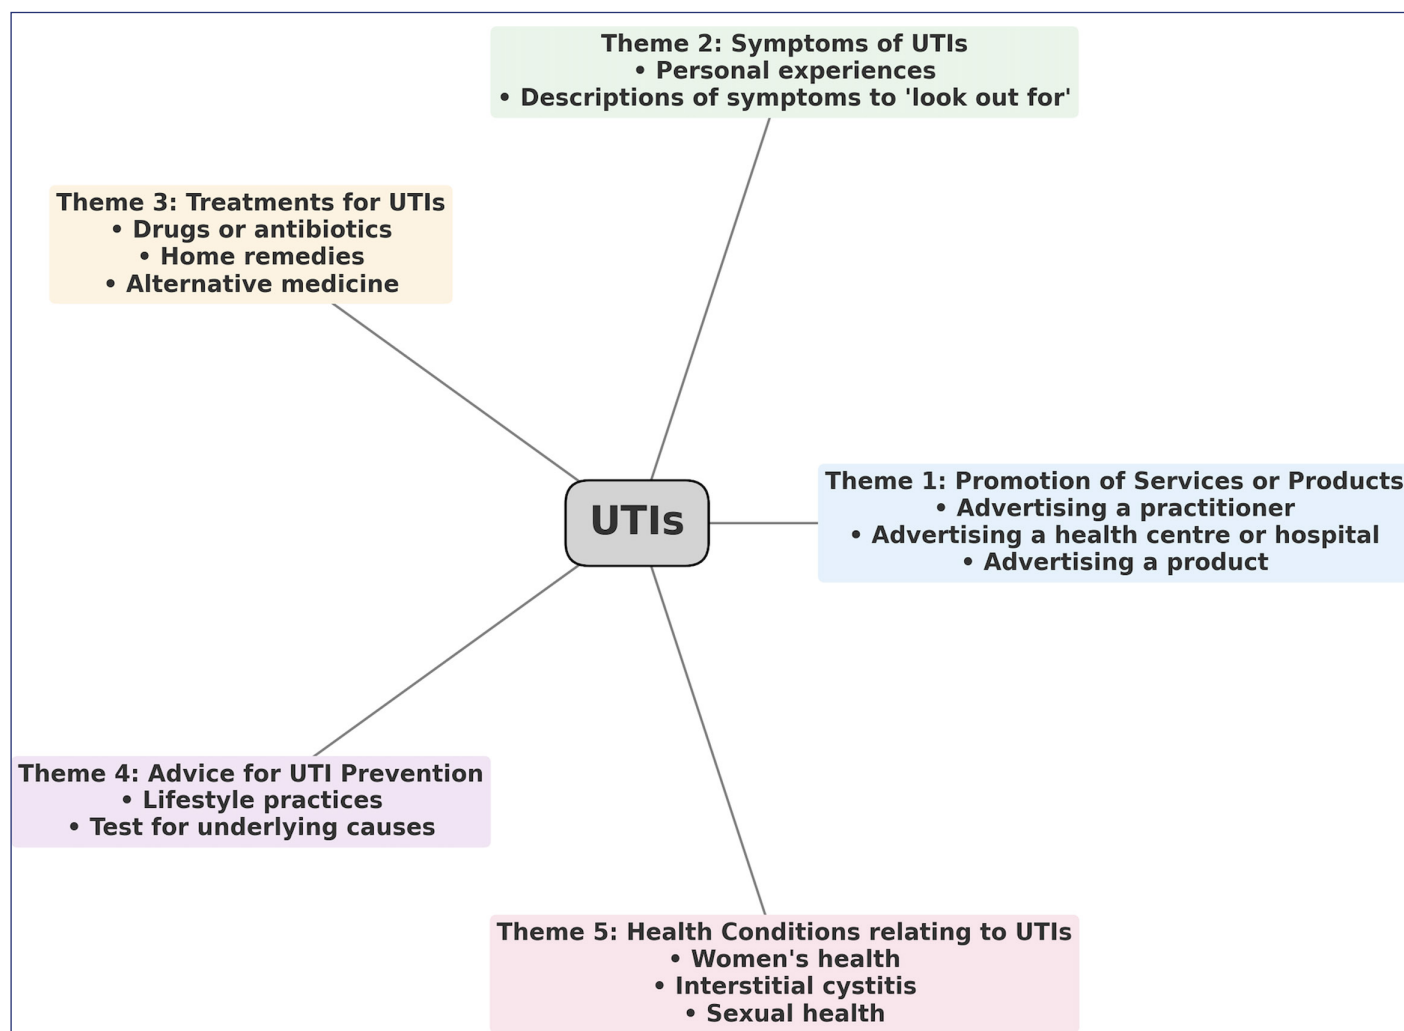 Theme 2: Symptoms of UTIs
• Personal experiences
• Descriptions of symptoms to 'look out for'
Theme 3: Treatments for UTIs
• Drugs or antibiotics
• Home remedies
• Alternative medicine
UTIs
Theme 1: Promotion of Services or Products
• Advertising a practitioner
• Advertising a health centre or hospital
• Advertising a product
Theme 4: Advice for UTI Prevention
• Lifestyle practices
• Test for underlying causes
Theme 5: Health Conditions relating to UTIs
• Women's health
• Interstitial cystitis
• Sexual health